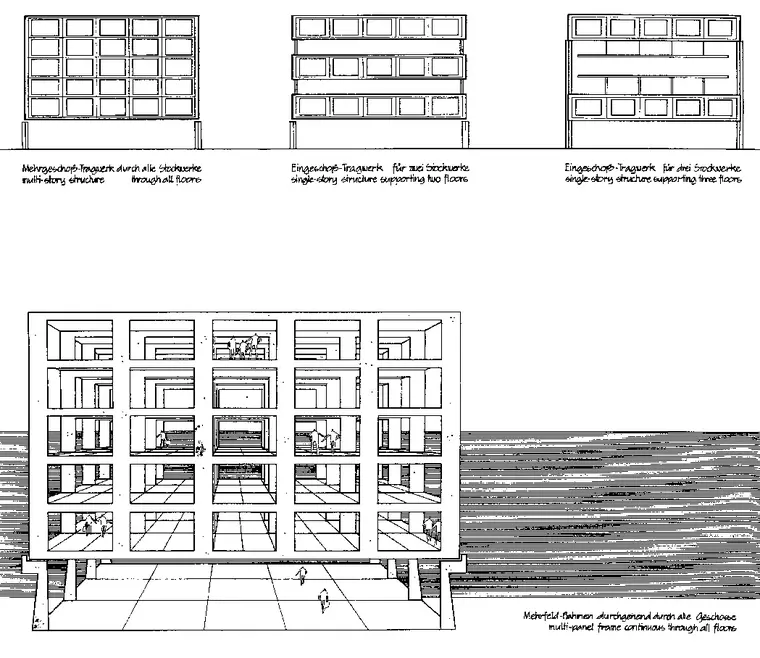 Mehrgeschoß-Tragwerk durch alle Stockwerke
multi-story structure through all floors
Eingeschoß-Tragwerk für zwei Stockwerke
single-story structure supporting two floors
Eingeschoß-Tragwerk für drei Stockwerke
single-story structure supporting three floors
Mehrfeld-Rahmen durchgehend durch alle Geschosse
multi-panel frame continuous through all floors